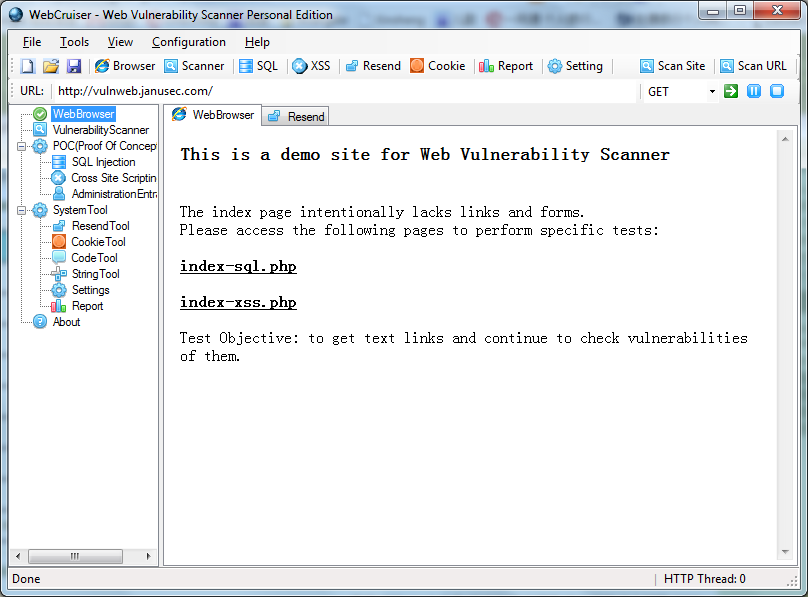 WebCruiser - Web Vulnerability Scanner Personal Edition
File Tools View Configuration Help
Browser Scanner SQL XSS Resend Cookie Report Setting Scan Site Scan URL
URL: http://vulnweb.janusec.com/ GET
WebBrowser
VulnerabilityScanner
POC(Proof Of Concept
SQL Injection
Cross Site Scriptin
AdministrationEntra
SystemTool
ResendTool
CookieTool
CodeTool
StringTool
Settings
Report
About
WebBrowser Resend
This is a demo site for Web Vulnerability Scanner
The index page intentionally lacks links and forms.
Please access the following pages to perform specific tests:
index-sql.php
index-xss.php
Test Objective: to get text links and continue to check vulnerabilities
of them.
Done HTTP Thread: 0